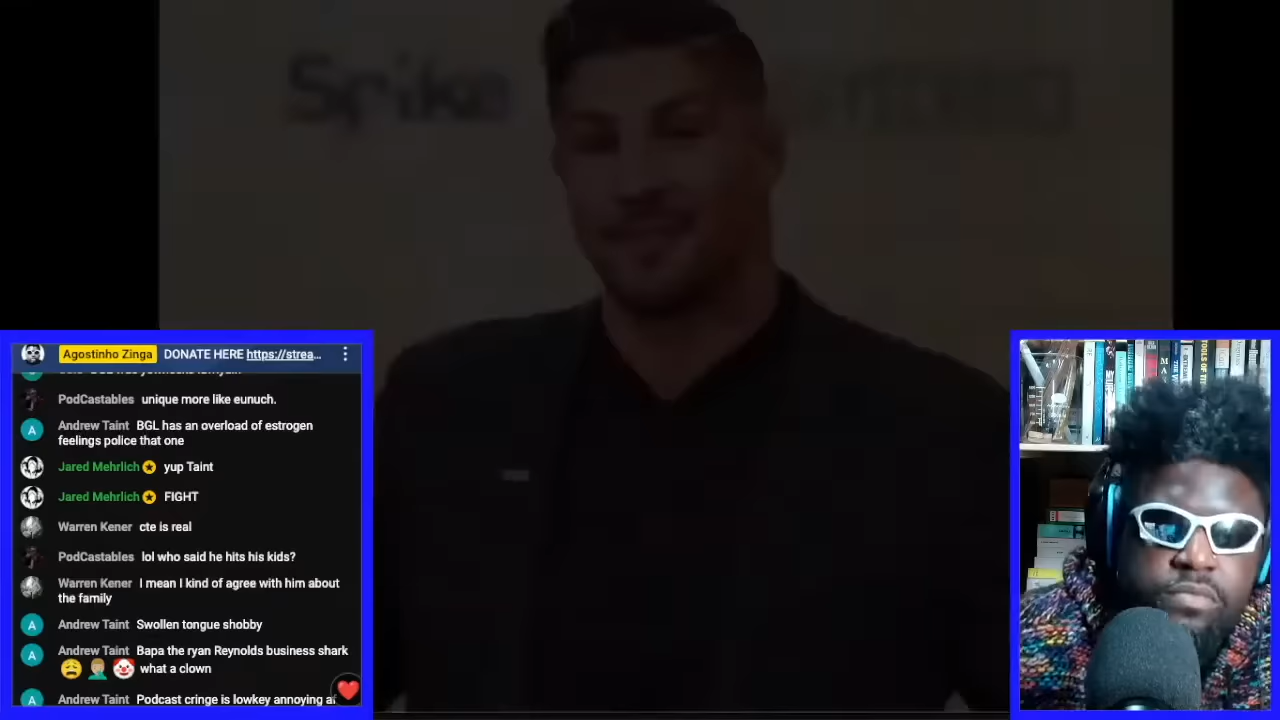 Spike
Agostinho Zinga DONATE HERE https://strea...
PodCastables unique more like eunuch.
Andrew Taint BGL has an overload of estrogen
feelings police that one
Jared Mehrlich yup Taint
Jared Mehrlich FIGHT
Warren Kener cte is real
PodCastables lol who said he hits his kids?
Warren Kener I mean I kind of agree with him about
the family
Andrew Taint Swollen tongue shobby
Andrew Taint Bapa the ryan Reynolds business shark
😩 🤦🏼‍♂️ 🤡 what a clown
Andrew Taint Podcast cringe is lowkey annoying
A
A
A
A
TOOLS OF